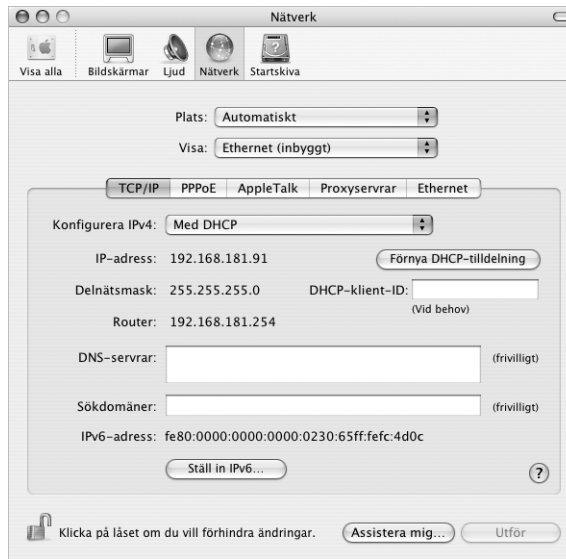 Nätverk
Visa alla Bildskärmar Ljud Nätverk Startskiva
Plats: Automatiskt
Visa: Ethernet (inbyggt)
TCP/IP PPPoE AppleTalk Proxyservrar Ethernet
Konfigurera IPv4: Med DHCP
IP-adress: 192.168.181.91 Förnya DHCP-tilldelning
Delnätsmask: 255.255.255.0 DHCP-klient-ID:
(Vid behov)
Router: 192.168.181.254
DNS-servrar: (frivilligt)
Sökdomäner: (frivilligt)
IPv6-adress: fe80:0000:0000:0000:0230:65ff:fefc:4d0c
Ställ in IPv6... ?
Klicka på låset om du vill förhindra ändringar. Assistera mig... Utför